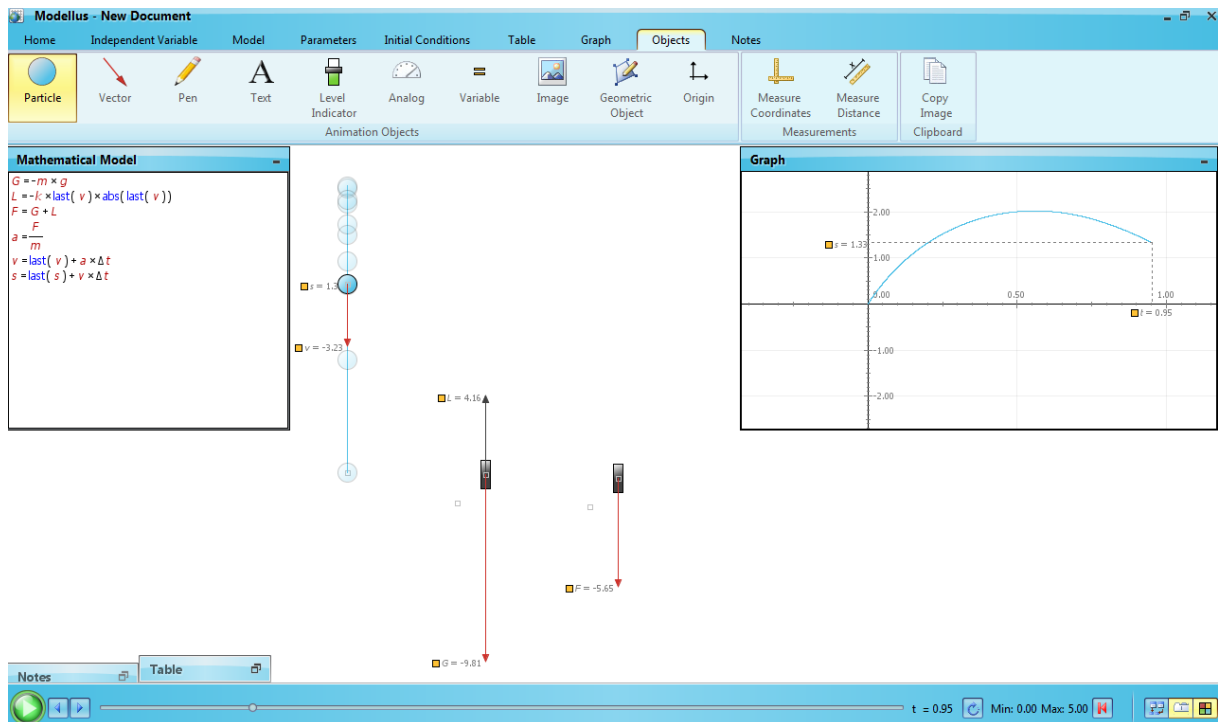 Modellus - New Document
Home Independent Variable Model Parameters Initial Conditions Table Graph Objects Notes
Particle Vector Pen Text Level Indicator Analog Variable Image Geometric Object Origin Measure Coordinates Measure Distance Copy Image
Animation Objects Measurements Clipboard
Mathematical Model
G = -m × g
L = -k × last( v ) × abs( last( v ) )
F = G + L
a = F
m
v = last( v ) + a × Δt
s = last( s ) + v × Δt
s = 1.3
v = -3.23
L = 4.16
F = -5.65
G = -9.81
Graph
2.00
s = 1.33
1.00
0.00 0.50 1.00
t = 0.95
-1.00
-2.00
Notes
Table
t = 0.95 Min: 0.00 Max: 5.00